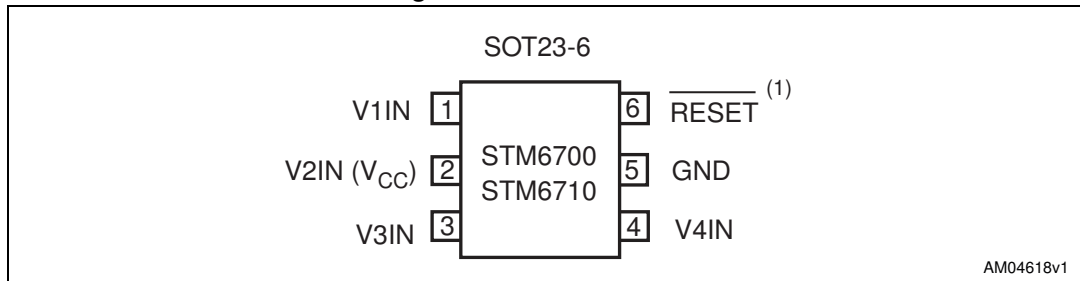 SOT23-6
V1IN 1 6 RESET (1)
V2IN (VCC) 2 STM6700 5 GND
STM6710
V3IN 3 4 V4IN
AM04618v1